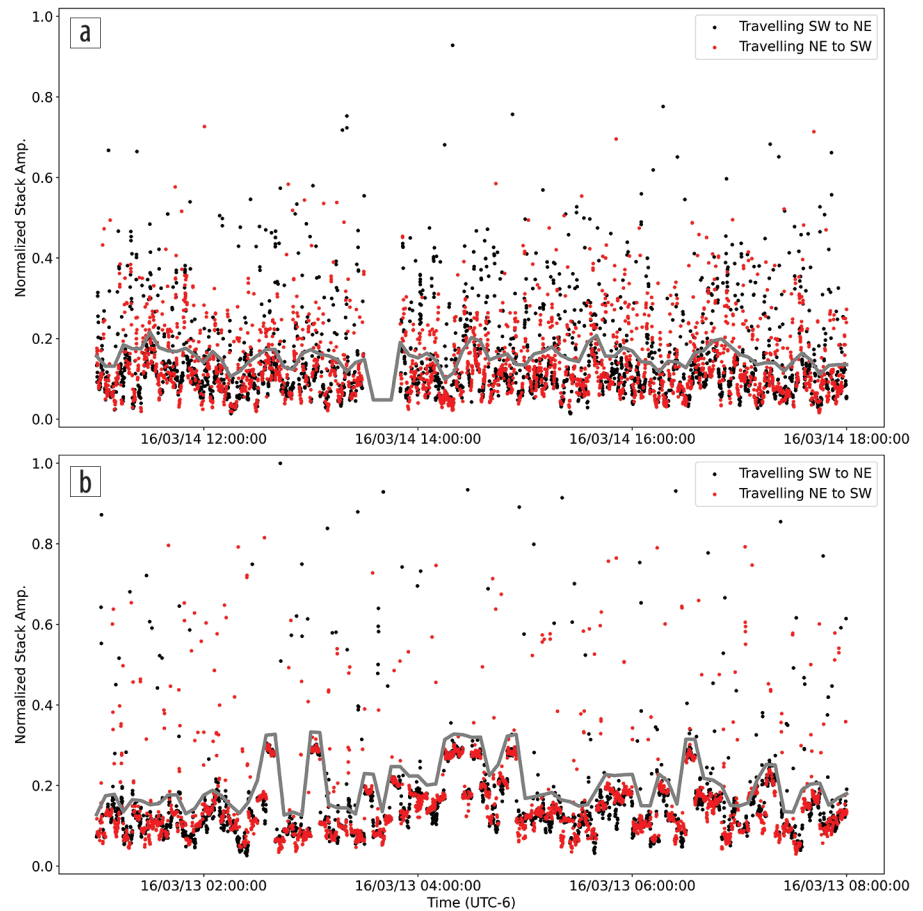 a
Travelling SW to NE
Travelling NE to SW
Normalized Stack Amp.
1.0
0.8
0.6
0.4
0.2
0.0
16/03/14 12:00:00
16/03/14 14:00:00
16/03/14 16:00:00
16/03/14 18:00:00
b
Travelling SW to NE
Travelling NE to SW
Normalized Stack Amp.
1.0
0.8
0.6
0.4
0.2
0.0
16/03/13 02:00:00
16/03/13 04:00:00
16/03/13 06:00:00
16/03/13 08:00:00
Time (UTC-6)